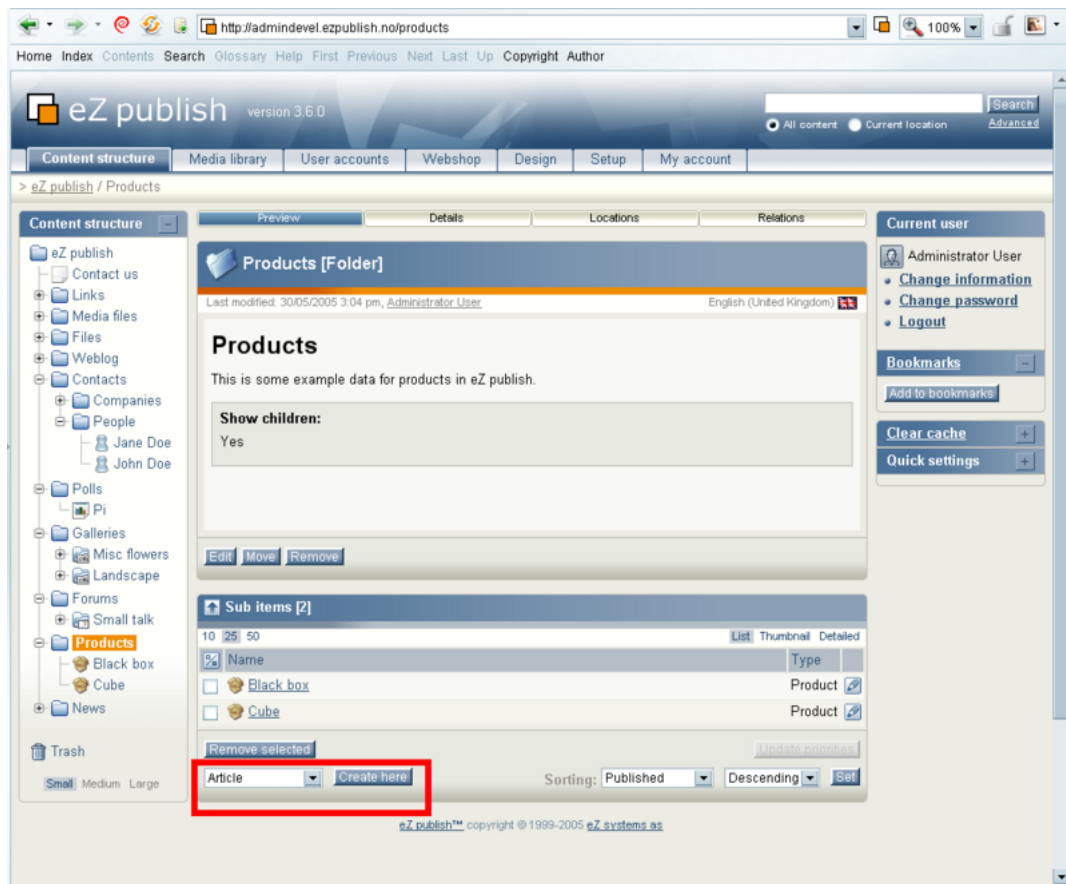 http://admindevel.ezpublish.no/products
100%
Home Index Contents Search Glossary Help First Previous Next Last Up Copyright Author
eZ publish version 3.6.0
Search
All content Current location Advanced
Content structure Media library User accounts Webshop Design Setup My account
> eZ publish / Products
Content structure
eZ publish
Contact us
Links
Media files
Files
Weblog
Contacts
Companies
People
Jane Doe
John Doe
Polls
Pi
Galleries
Misc flowers
Landscape
Forums
Small talk
Products
Black box
Cube
News
Trash
Small Medium Large
Preview Details Locations Relations
Products [Folder]
Last modified: 30/05/2005 3:04 pm, Administrator User English (United Kingdom)
Products
This is some example data for products in eZ publish.
Show children:
Yes
Edit Move Remove
Sub items [2]
10 25 50 List Thumbnail Detailed
Name Type
Black box Product
Cube Product
Remove selected Update priorities
Article Create here Sorting: Published Descending Set
Current user
Administrator User
Change information
Change password
Logout
Bookmarks
Add to bookmarks
Clear cache
Quick settings
eZ publish™ copyright © 1999-2005 eZ systems as